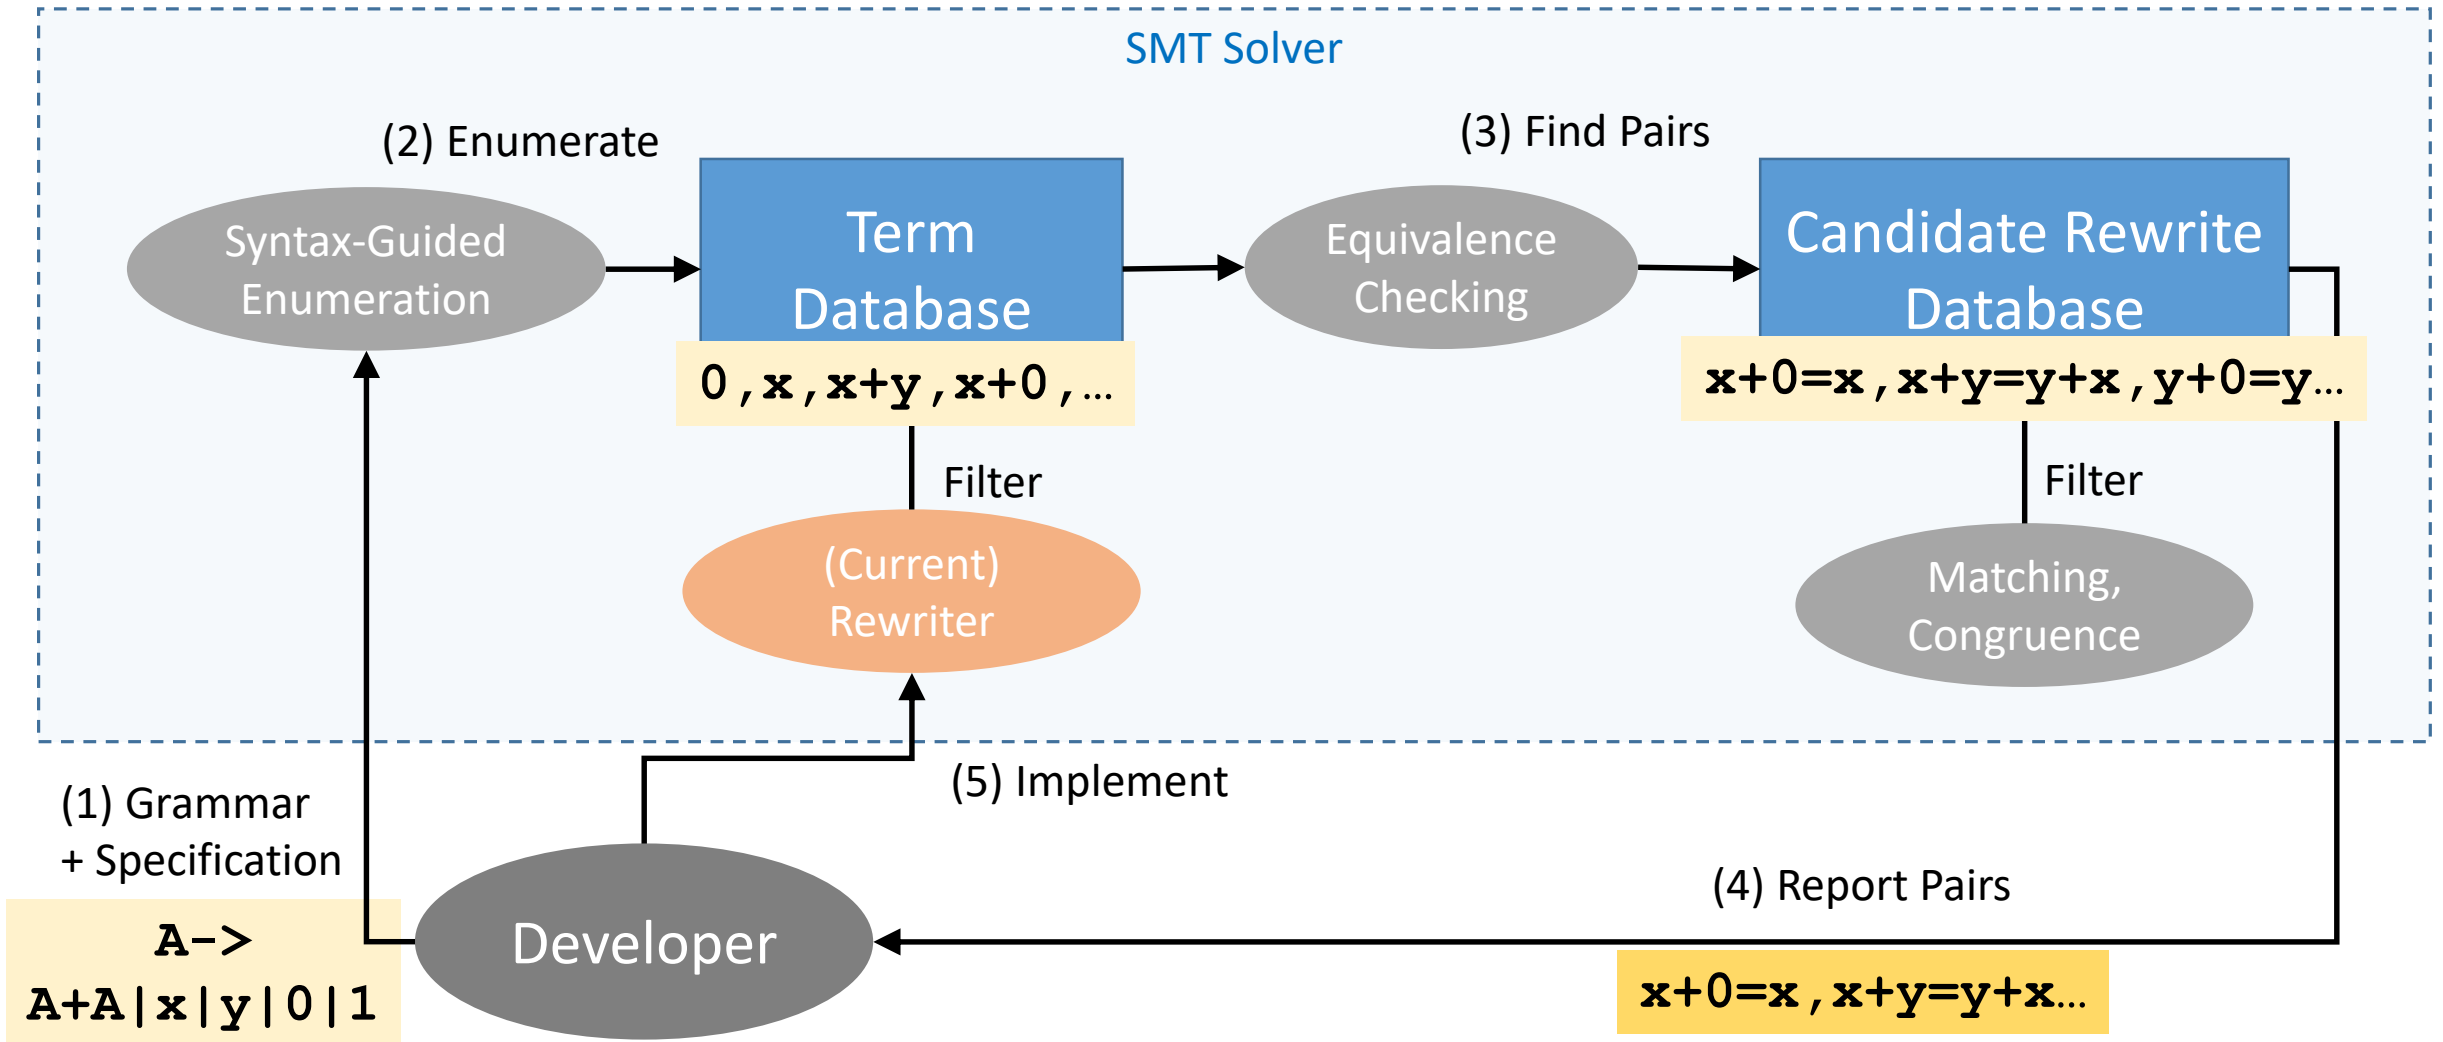 SMT Solver
(2) Enumerate
(3) Find Pairs
Syntax-Guided
Enumeration
Term
Database
Equivalence
Checking
Candidate Rewrite
Database
0,x,x+y,x+0,…
x+0=x,x+y=y+x,y+0=y…
Filter
Filter
(Current)
Rewriter
Matching,
Congruence
(1) Grammar
+ Specification
(5) Implement
(4) Report Pairs
A->
A+A|x|y|0|1
Developer
x+0=x,x+y=y+x…